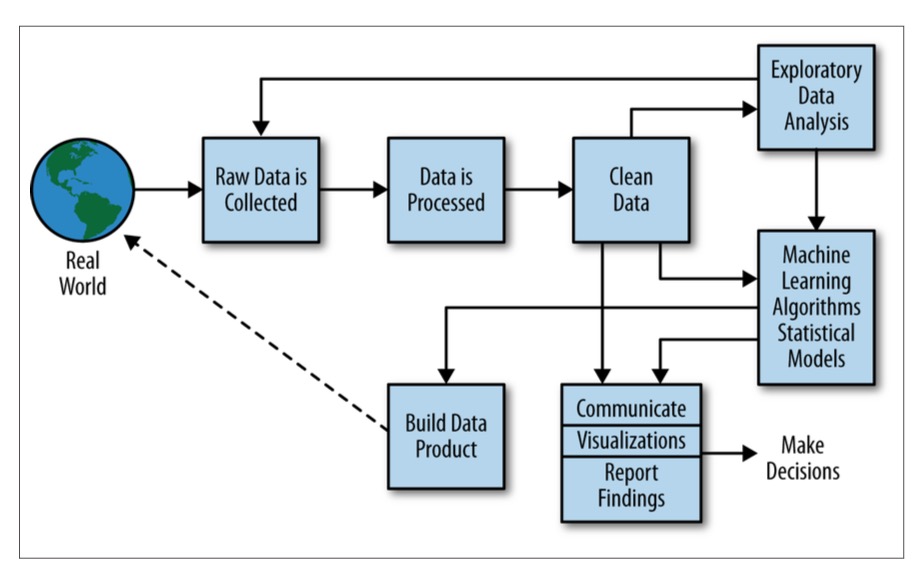 Exploratory
Data
Analysis
Raw Data is
Collected
Data is
Processed
Clean
Data
Real
World
Machine
Learning
Algorithms
Statistical
Models
Build Data
Product
Communicate
Visualizations
Report
Findings
Make
Decisions